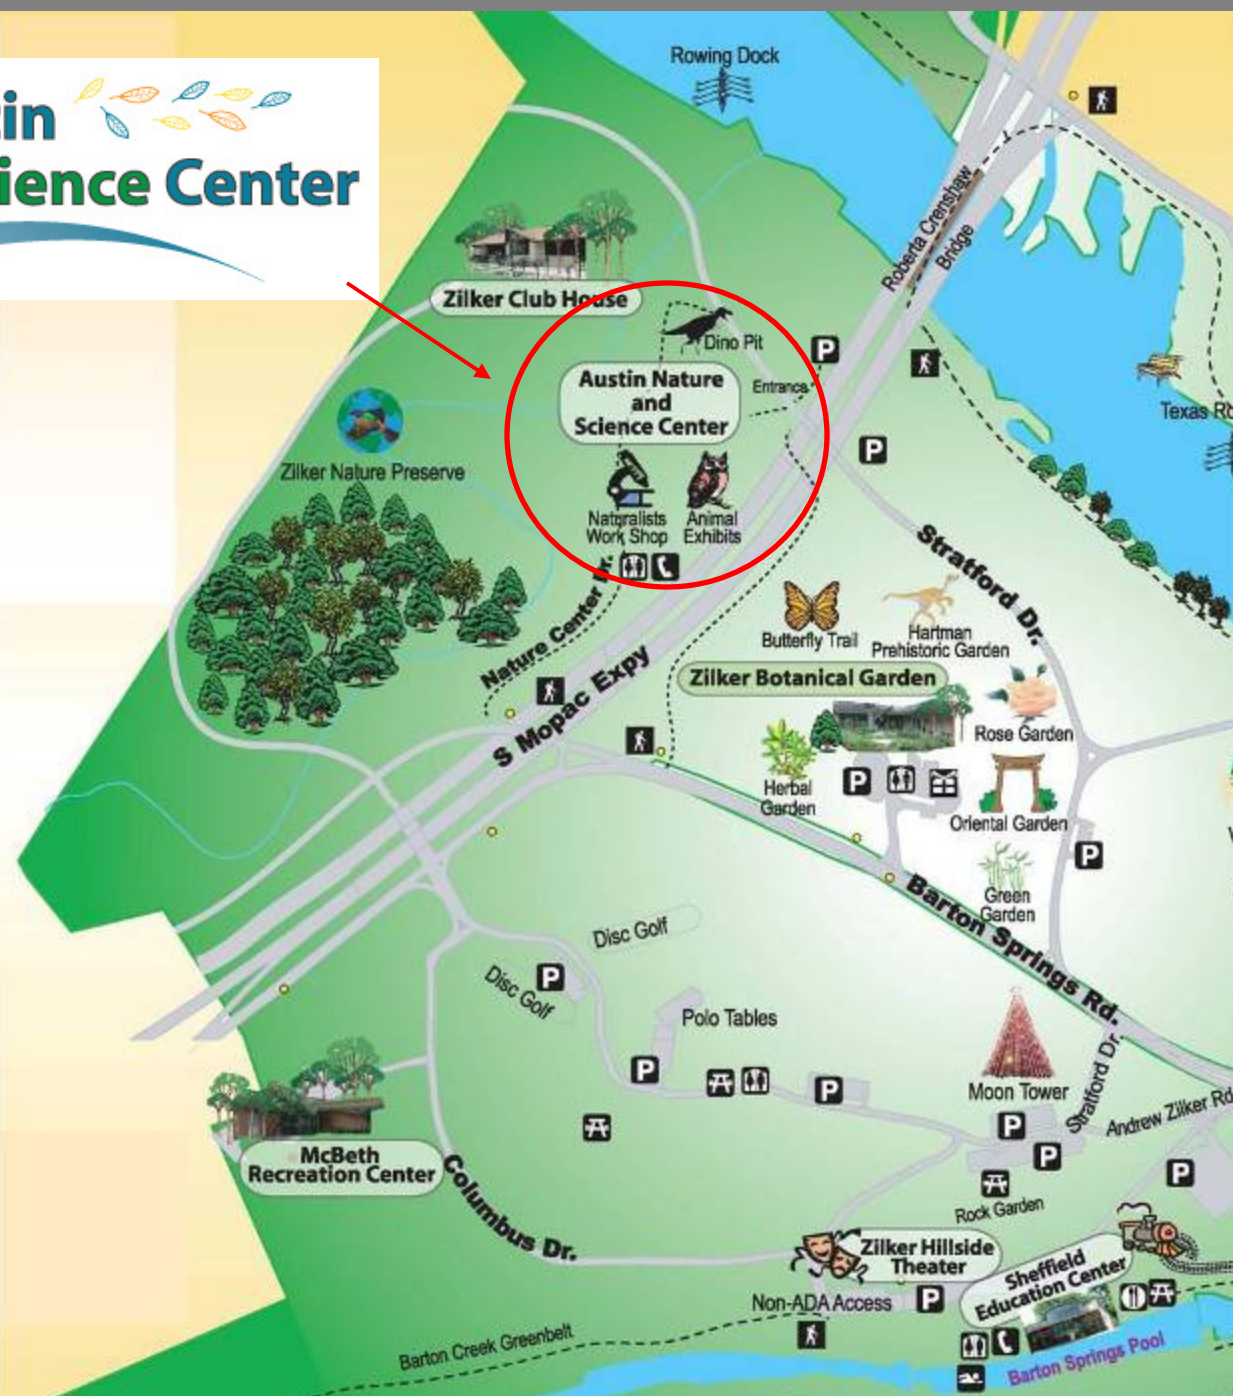 Rowing Dock
tin
ience Center
Roberta Crenshaw
Bridge
Zilker Club House
Dino Pit
P
Austin Nature
and
Science Center
Entrance
Texas Ro
P
Zilker Nature Preserve
Naturalists
Work Shop
Animal
Exhibits
Stratford Dr.
Nature Center Dr.
Butterfly Trail
Hartman
Prehistoric Garden
S Mopac Expy
Zilker Botanical Garden
Rose Garden
Herbal
Garden
P
Oriental Garden
P
Green
Garden
Barton Springs Rd.
Disc Golf
Disc Golf
P
Polo Tables
P
P
Moon Tower
Stratford Dr.
Andrew Zilker Rd
P
P
P
McBeth
Recreation Center
Columbus Dr.
Rock Garden
Zilker Hillside
Theater
Sheffield
Education Center
Non-ADA Access
P
Barton Creek Greenbelt
Barton Springs Pool